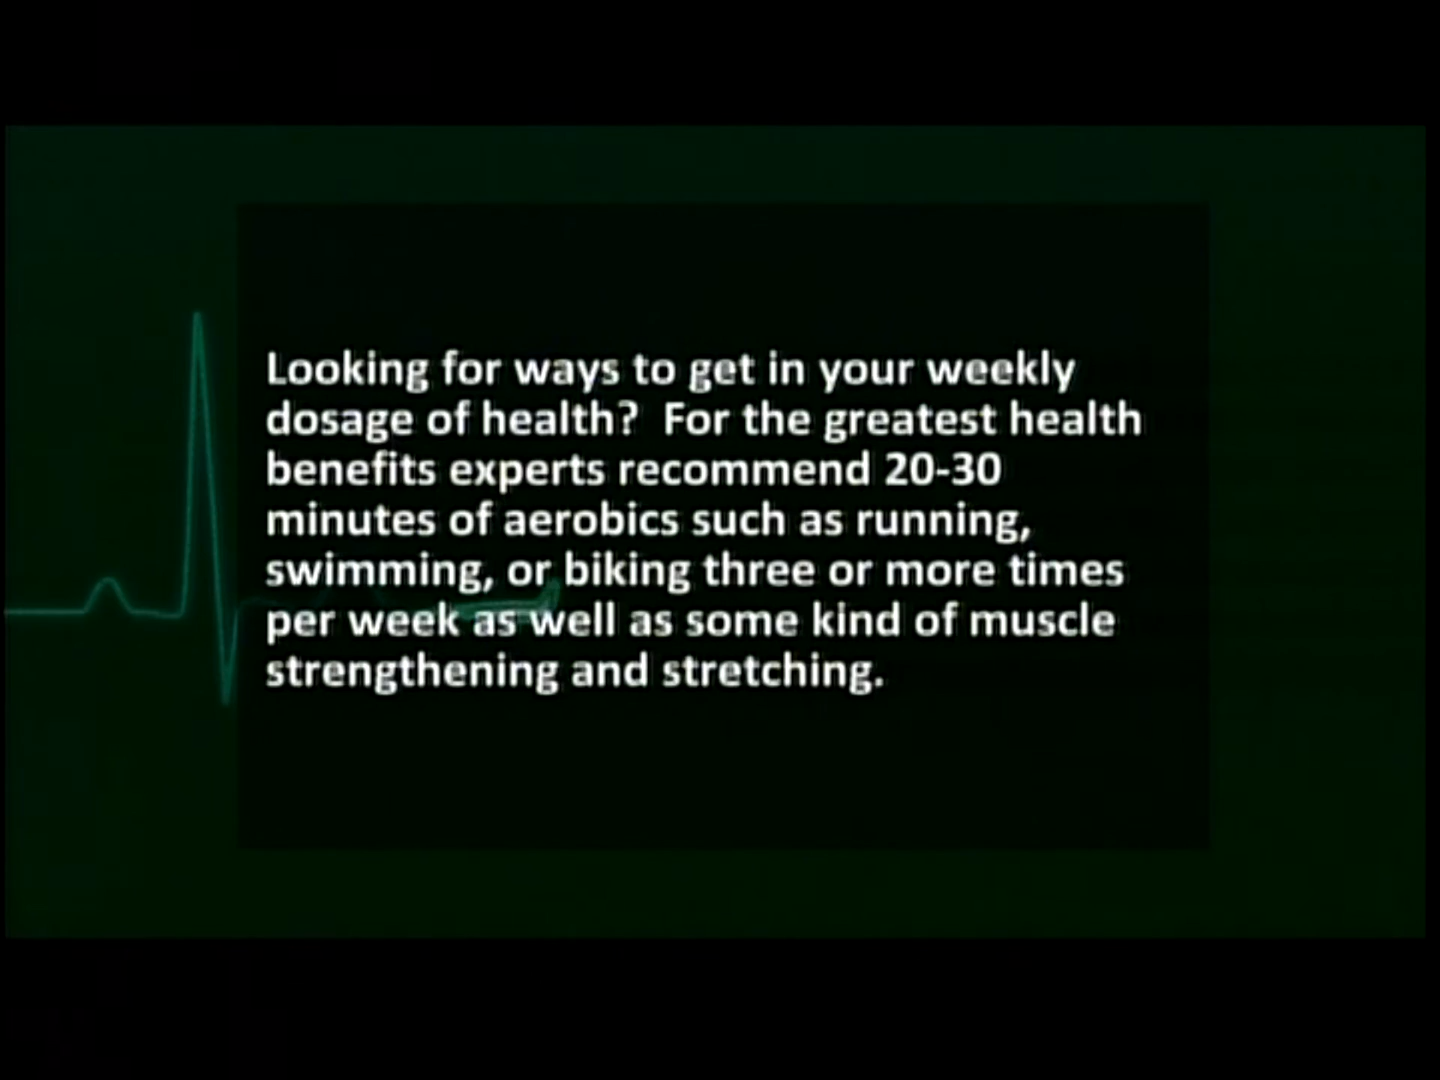 Looking for ways to get in your weekly
dosage of health?  For the greatest health
benefits experts recommend 20-30
minutes of aerobics such as running,
swimming, or biking three or more times
per week as well as some kind of muscle
strengthening and stretching.